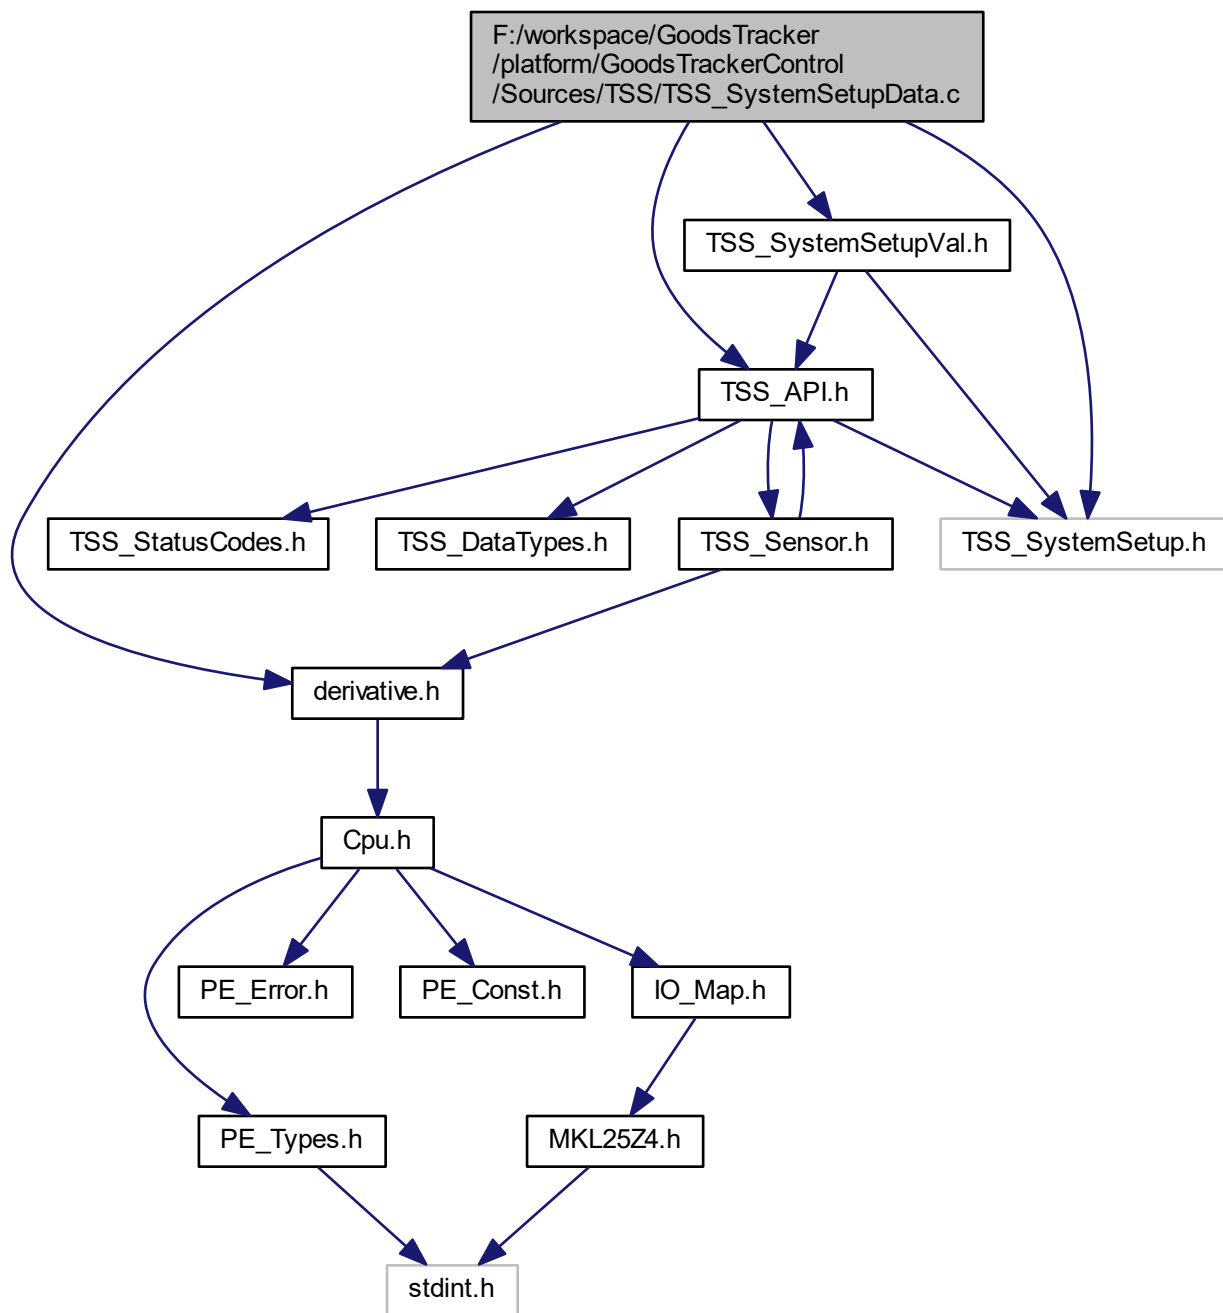 F:/workspace/GoodsTracker
/platform/GoodsTrackerControl
/Sources/TSS/TSS_SystemSetupData.c
TSS_SystemSetupVal.h
TSS_API.h
TSS_StatusCodes.h
TSS_DataTypes.h
TSS_Sensor.h
TSS_SystemSetup.h
derivative.h
Cpu.h
PE_Error.h
PE_Const.h
IO_Map.h
PE_Types.h
MKL25Z4.h
stdint.h